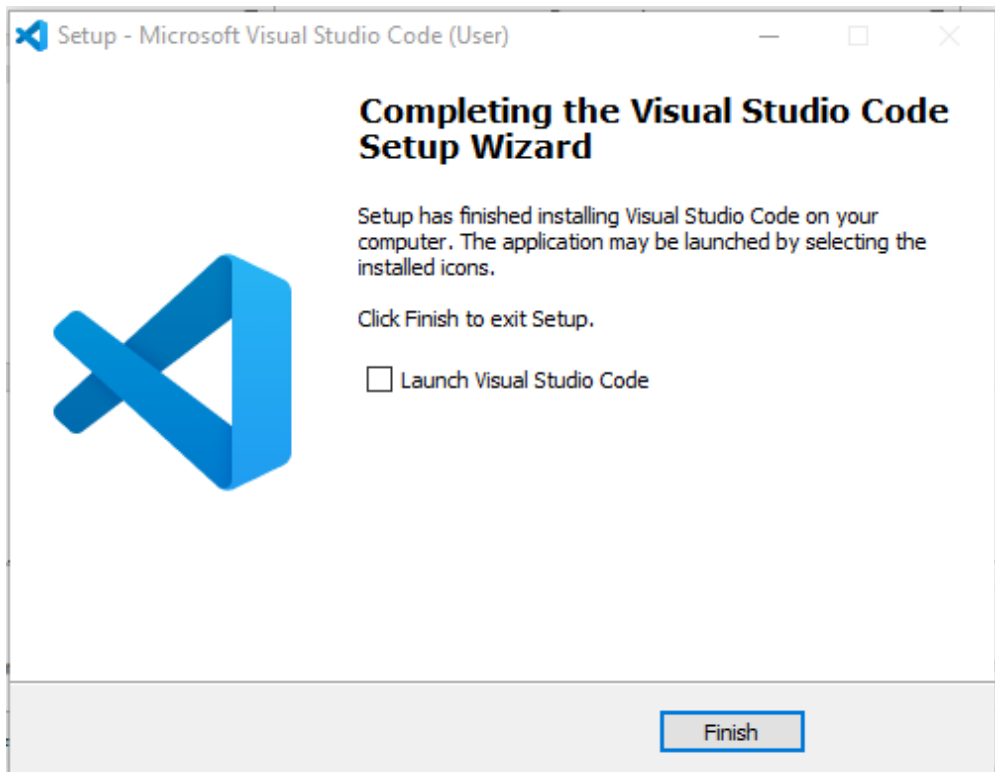 Setup - Microsoft Visual Studio Code (User)
Completing the Visual Studio Code
Setup Wizard
Setup has finished installing Visual Studio Code on your
computer. The application may be launched by selecting the
installed icons.
Click Finish to exit Setup.
Launch Visual Studio Code
Finish